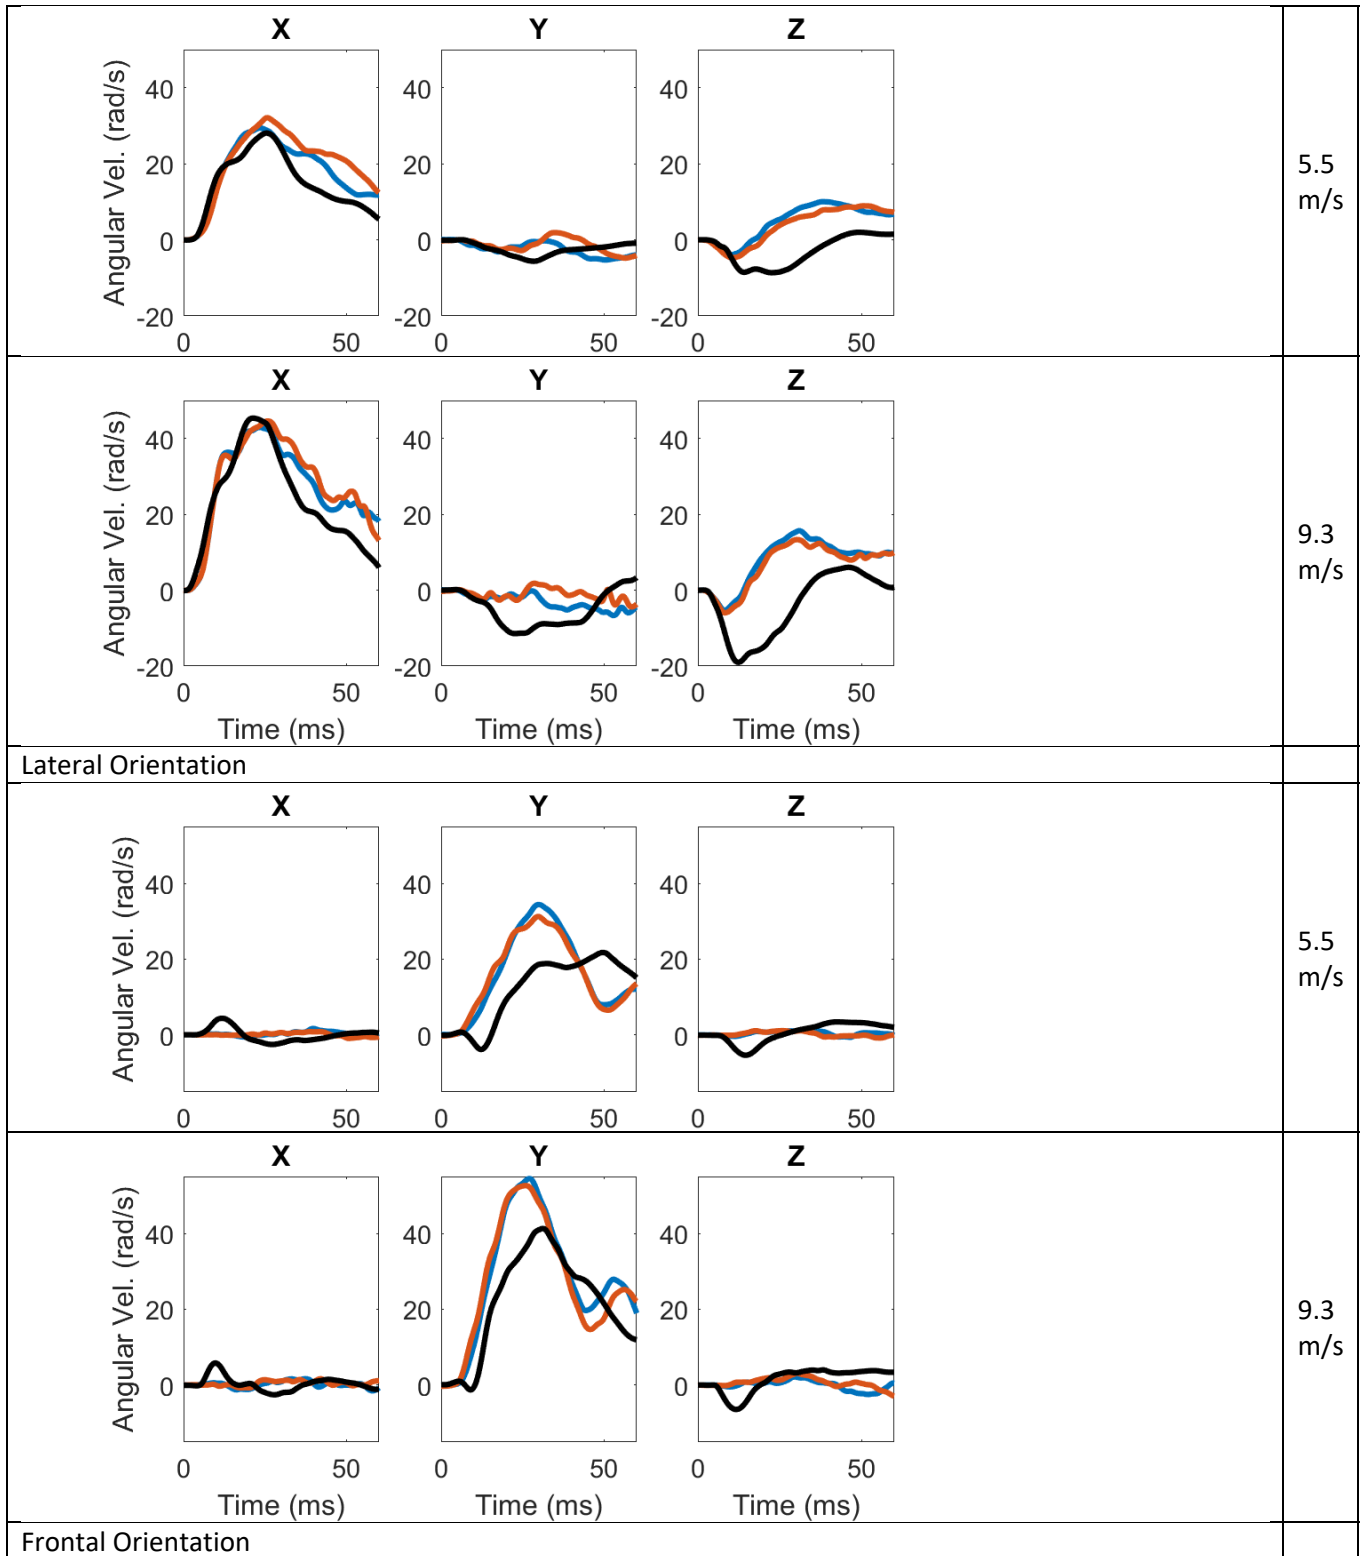 X Y Z
Angular Vel. (rad/s)
40 40 40
20 20 20
0 0 0
-20 -20 -20
0 50 0 50 0 50
5.5
m/s
X Y Z
Angular Vel. (rad/s)
40 40 40
20 20 20
0 0 0
-20 -20 -20
0 50 0 50 0 50
Time (ms) Time (ms) Time (ms)
9.3
m/s
Lateral Orientation
X Y Z
Angular Vel. (rad/s)
40 40 40
20 20 20
0 0 0
0 50 0 50 0 50
5.5
m/s
X Y Z
Angular Vel. (rad/s)
40 40 40
20 20 20
0 0 0
0 50 0 50 0 50
Time (ms) Time (ms) Time (ms)
9.3
m/s
Frontal Orientation